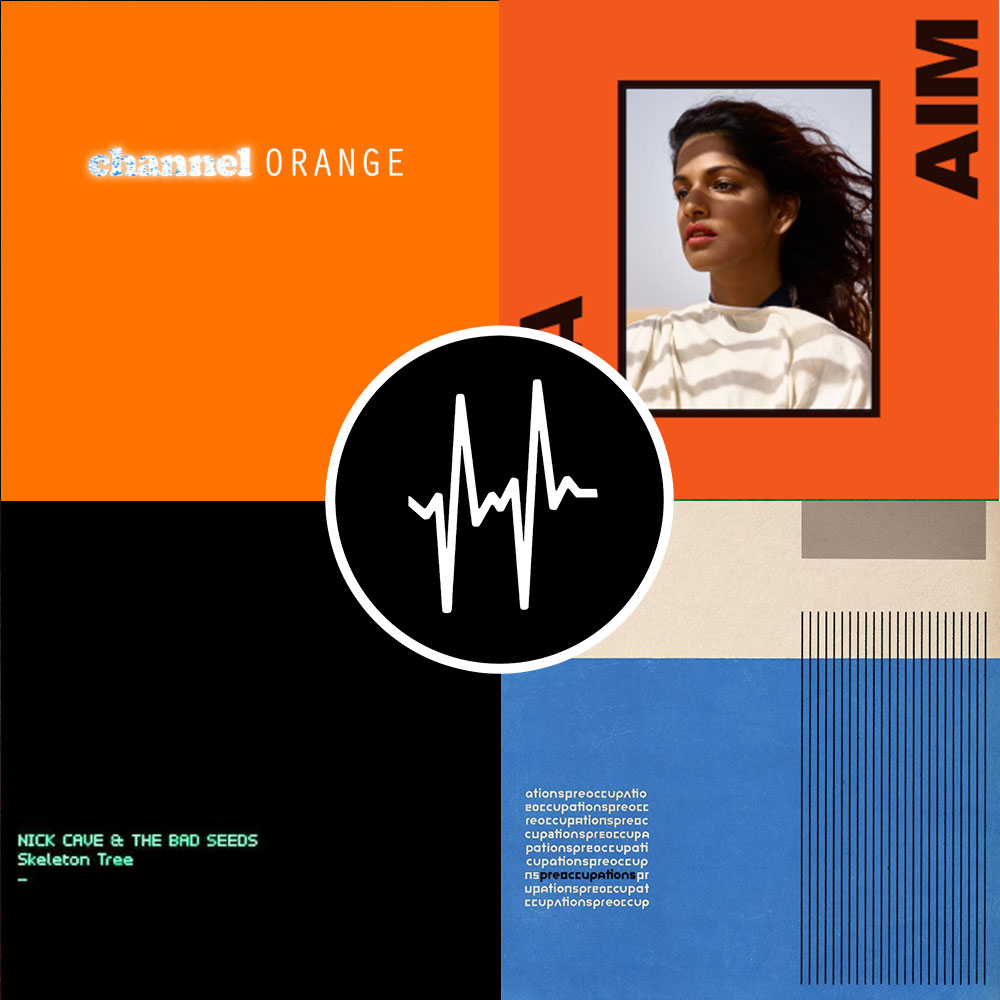 channel ORANGE
AIM
A
NICK CAVE & THE BAD SEEDS
Skeleton Tree
_
ationspreoccupatio
eoccupationspreocc
reoccupationspreoc
cupationspreoccupa
pationspreoccupati
cupationspreoccup
nspreoccupationspr
upationspreoccupat
ccupationspreoccup